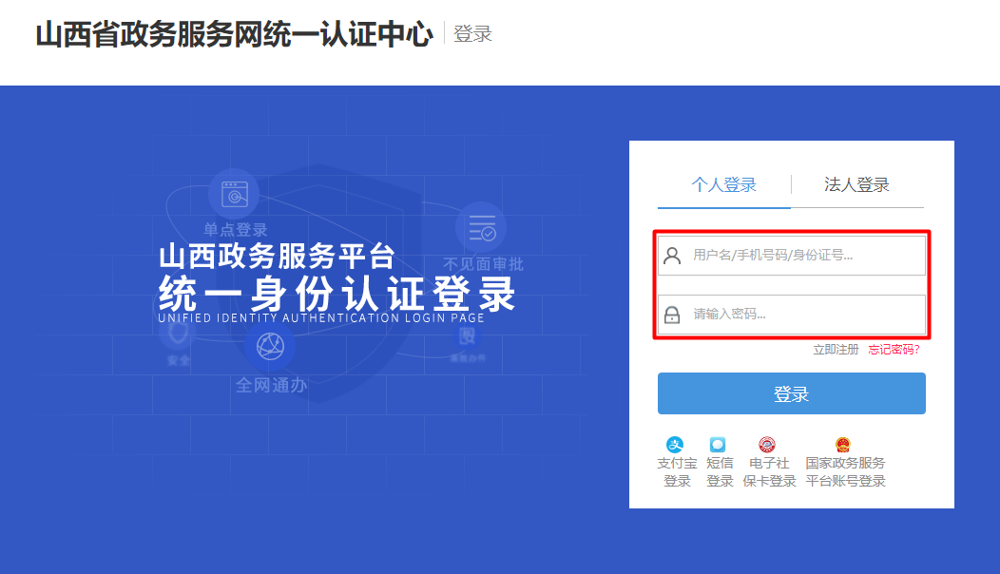 山西省政务服务网统一认证中心 登录
个人登录 法人登录
单点登录
不见面审批
山西政务服务平台
统一身份认证登录
UNIFIED IDENTITY AUTHENTICATION LOGIN PAGE
安全
全网通办
用户名/手机号码/身份证号...
请输入密码...
立即注册 忘记密码?
登录
支付宝登录
短信登录
电子社保卡登录
国家政务服务平台账号登录